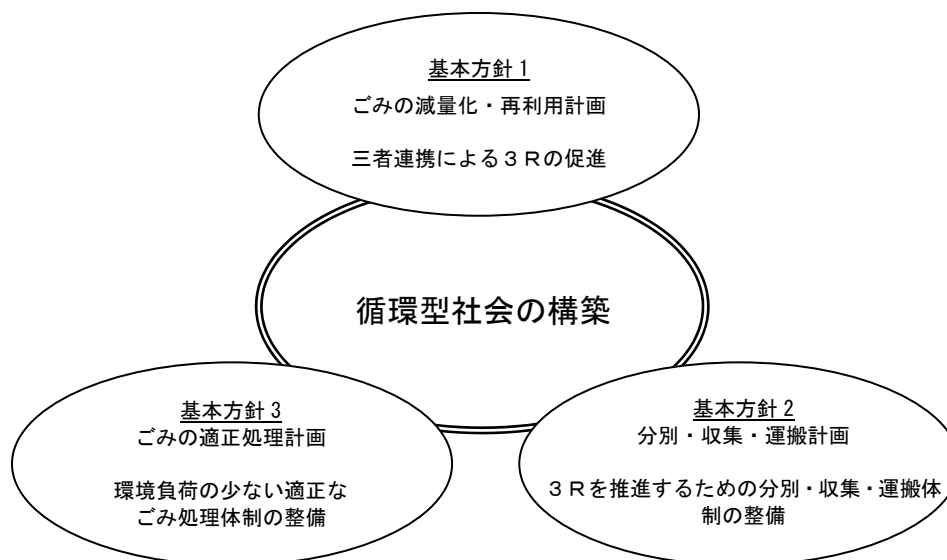 基本方針1
ごみの減量化・再利用計画
三者連携による3Rの促進
循環型社会の構築
基本方針3
ごみの適正処理計画
環境負荷の少ない適正な
ごみ処理体制の整備
基本方針2
分別・収集・運搬計画
3Rを推進するための分別・収集・運搬体
制の整備